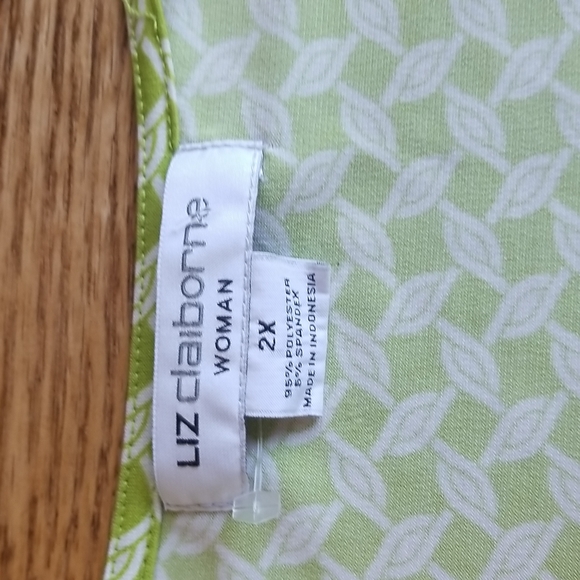 LIZ claiborne
WOMAN
2X
95% POLYESTER
5% SPANDEX
MADE IN INDONESIA